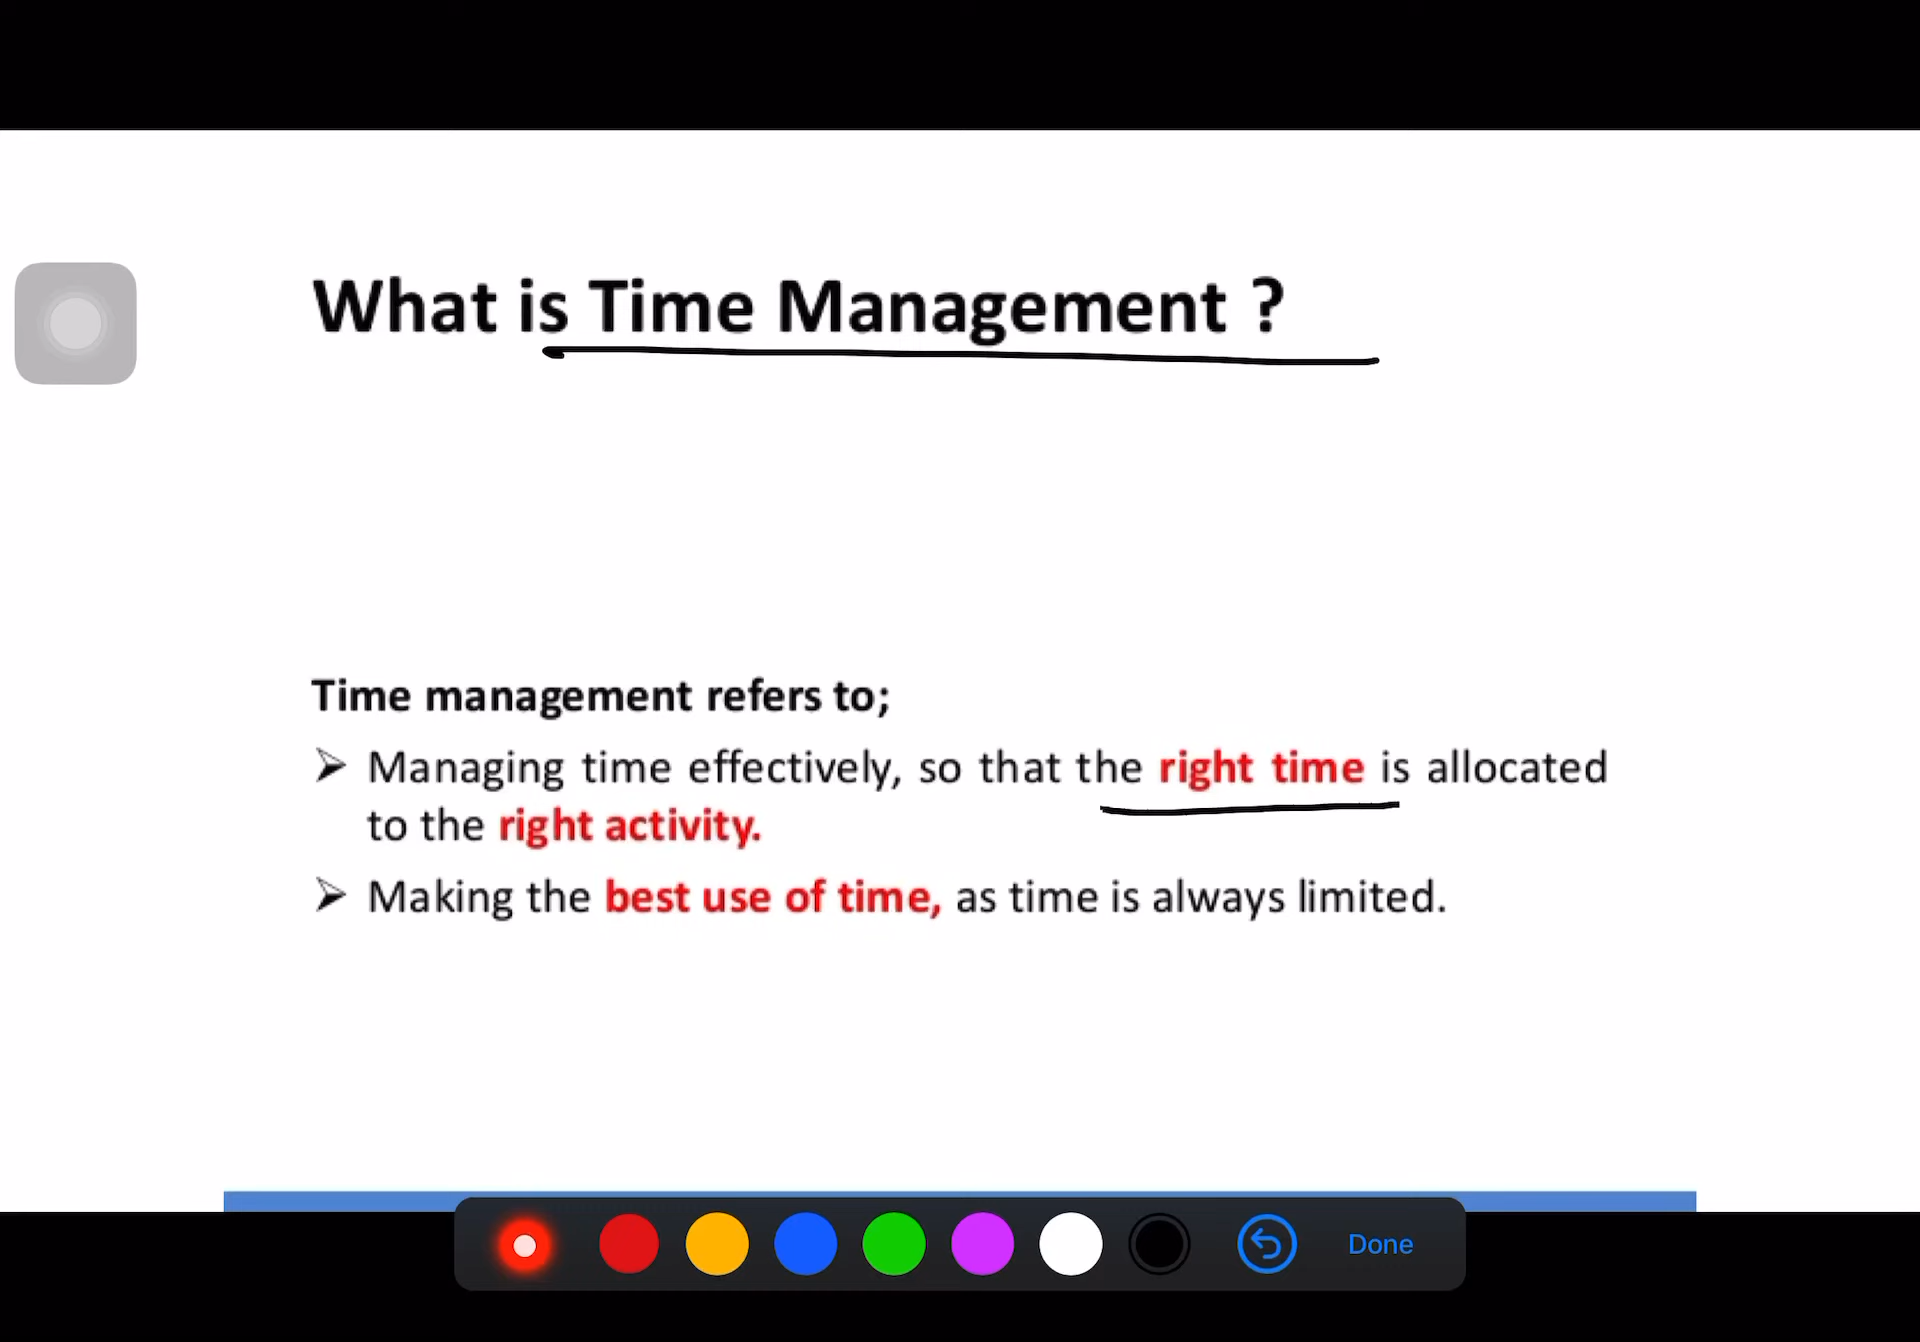 What is Time Management ?
Time management refers to;
➢ Managing time effectively, so that the right time is allocated
to the right activity.
➢ Making the best use of time, as time is always limited.
Done